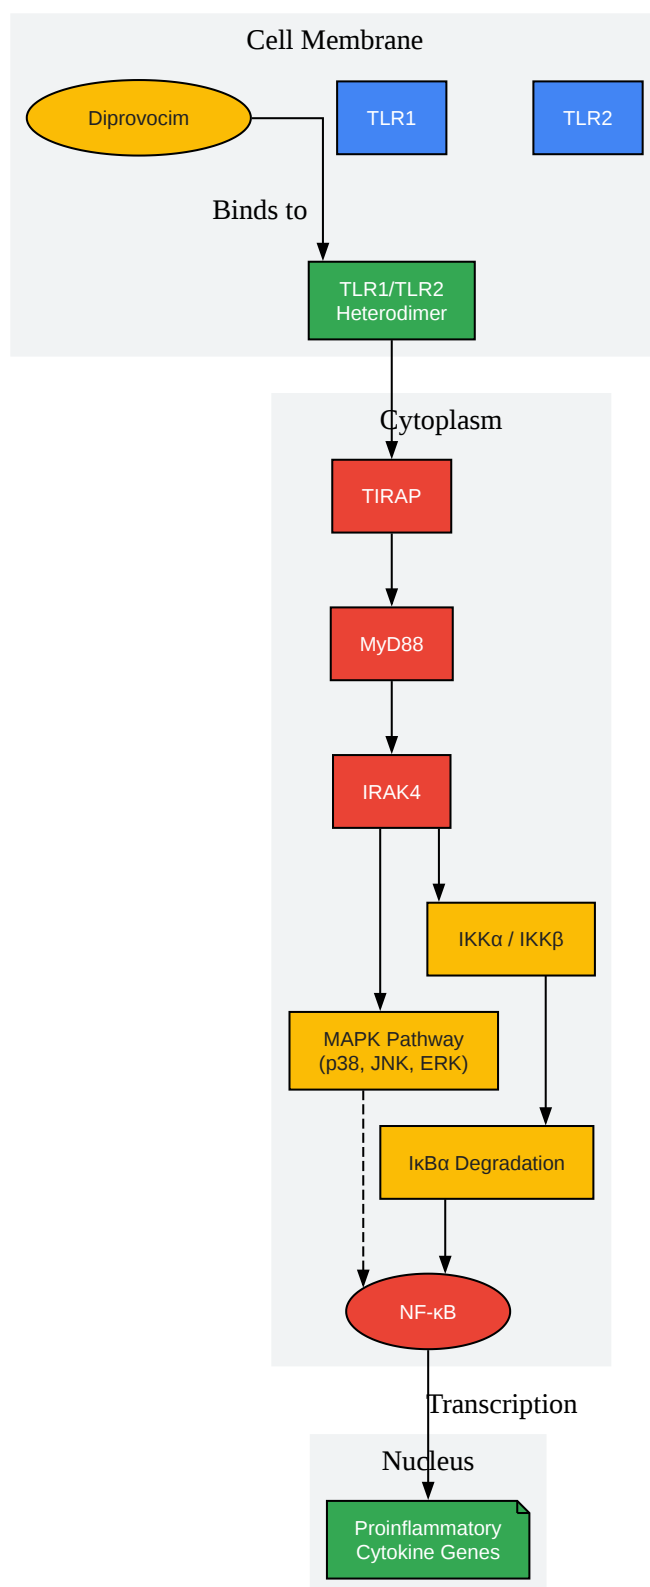 Cell Membrane
Diprovocim
TLR1
TLR2
Binds to
TLR1/TLR2
Heterodimer
Cytoplasm
TIRAP
MyD88
IRAK4
IKKα / IKKβ
MAPK Pathway
(p38, JNK, ERK)
IκBα Degradation
NF-κB
Transcription
Nucleus
Proinflammatory
Cytokine Genes